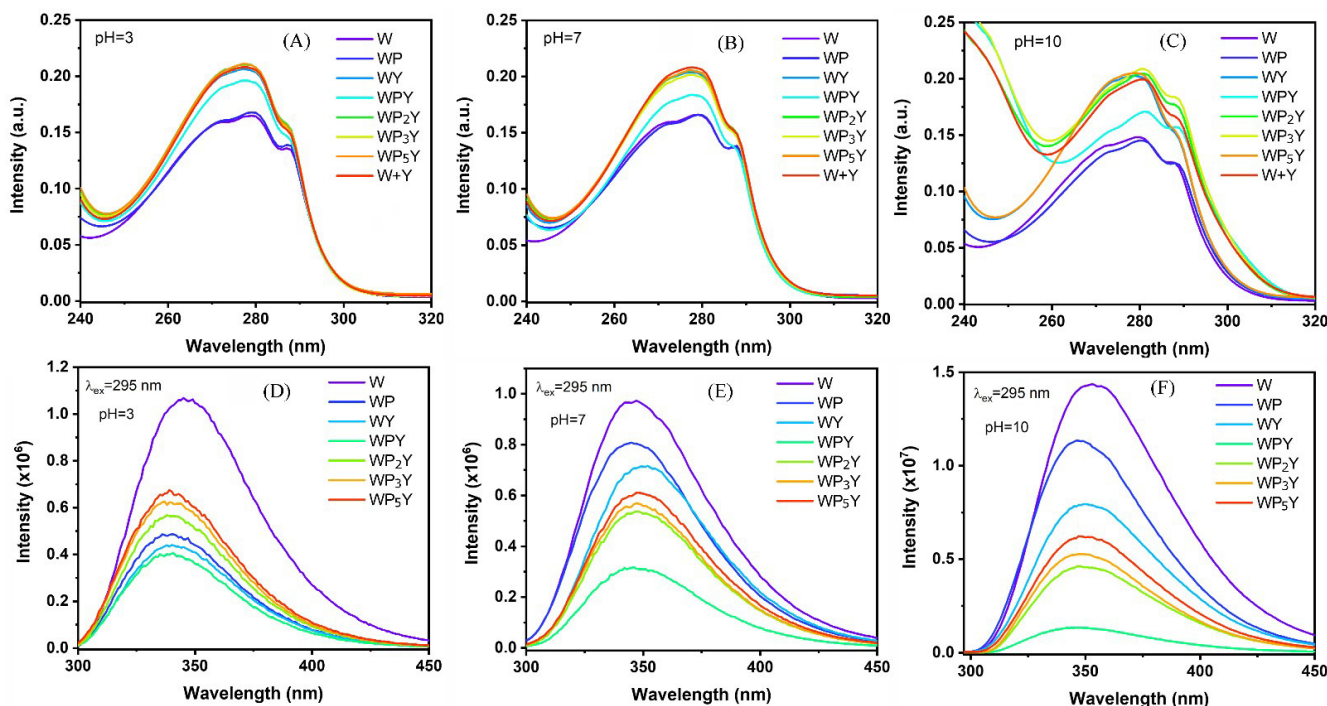 (A)
pH=3
0.25
0.20
0.15
0.10
0.05
0.00
Intensity (a.u.)
240 260 280 300 320
Wavelength (nm)
W
WP
WY
WPY
WP₂Y
WP₃Y
WP₅Y
W+Y
(B)
pH=7
0.25
0.20
0.15
0.10
0.05
0.00
Intensity (a.u.)
240 260 280 300 320
Wavelength (nm)
W
WP
WY
WPY
WP₂Y
WP₃Y
WP₅Y
W+Y
(C)
pH=10
0.25
0.20
0.15
0.10
0.05
0.00
Intensity (a.u.)
240 260 280 300 320
Wavelength (nm)
W
WP
WY
WPY
WP₂Y
WP₃Y
WP₅Y
W+Y
(D)
λex=295 nm
pH=3
1.2
1.0
0.8
0.6
0.4
0.2
0.0
Intensity (x10⁶)
300 350 400 450
Wavelength (nm)
W
WP
WY
WPY
WP₂Y
WP₃Y
WP₅Y
(E)
λex=295 nm
pH=7
1.0
0.8
0.6
0.4
0.2
0.0
Intensity (x10⁶)
300 350 400 450
Wavelength (nm)
W
WP
WY
WPY
WP₂Y
WP₃Y
WP₅Y
(F)
λex=295 nm
pH=10
1.5
1.0
0.5
0.0
Intensity (x10⁷)
300 350 400 450
Wavelength (nm)
W
WP
WY
WPY
WP₂Y
WP₃Y
WP₅Y